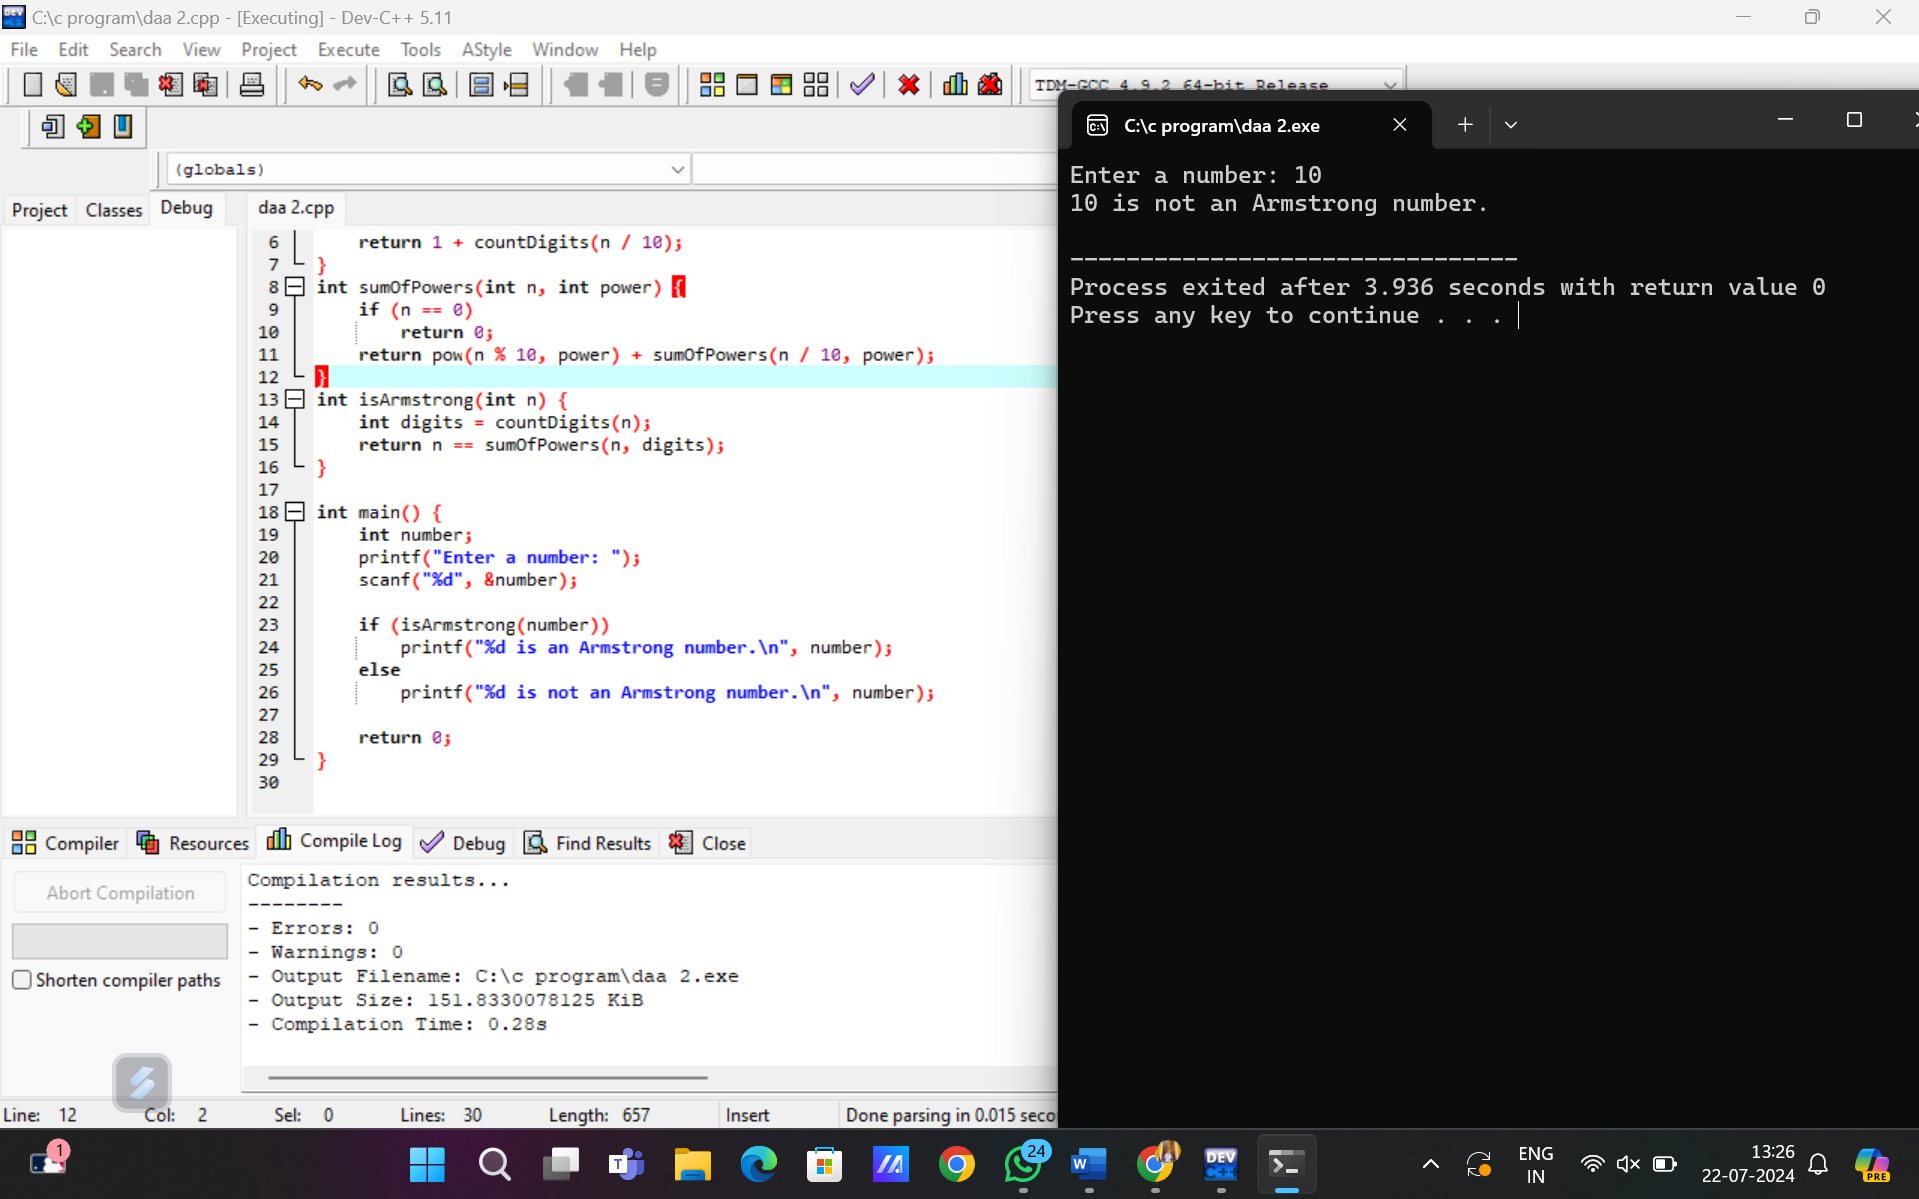 C:\c program\daa 2.cpp - [Executing] - Dev-C++ 5.11
File Edit Search View Project Execute Tools AStyle Window Help
TDM-GCC 4.9.2 64-bit Release
(globals)
Project Classes Debug
daa 2.cpp
6 return 1 + countDigits(n / 10);
7 }
8 int sumOfPowers(int n, int power) {
9 if (n == 0)
10 return 0;
11 return pow(n % 10, power) + sumOfPowers(n / 10, power);
12 }
13 int isArmstrong(int n) {
14 int digits = countDigits(n);
15 return n == sumOfPowers(n, digits);
16 }
17
18 int main() {
19 int number;
20 printf("Enter a number: ");
21 scanf("%d", &number);
22
23 if (isArmstrong(number))
24 printf("%d is an Armstrong number.\n", number);
25 else
26 printf("%d is not an Armstrong number.\n", number);
27
28 return 0;
29 }
30
C:\c program\daa 2.exe
Enter a number: 10
10 is not an Armstrong number.
--------------------------------
Process exited after 3.936 seconds with return value 0
Press any key to continue . . .
Compiler Resources Compile Log Debug Find Results Close
Abort Compilation
Shorten compiler paths
Compilation results...
--------
- Errors: 0
- Warnings: 0
- Output Filename: C:\c program\daa 2.exe
- Output Size: 151.8330078125 KiB
- Compilation Time: 0.28s
Line: 12 Col: 2 Sel: 0 Lines: 30 Length: 657 Insert Done parsing in 0.015 seco
1
24
DEV
C++
PRE
ENG
IN
13:26
22-07-2024